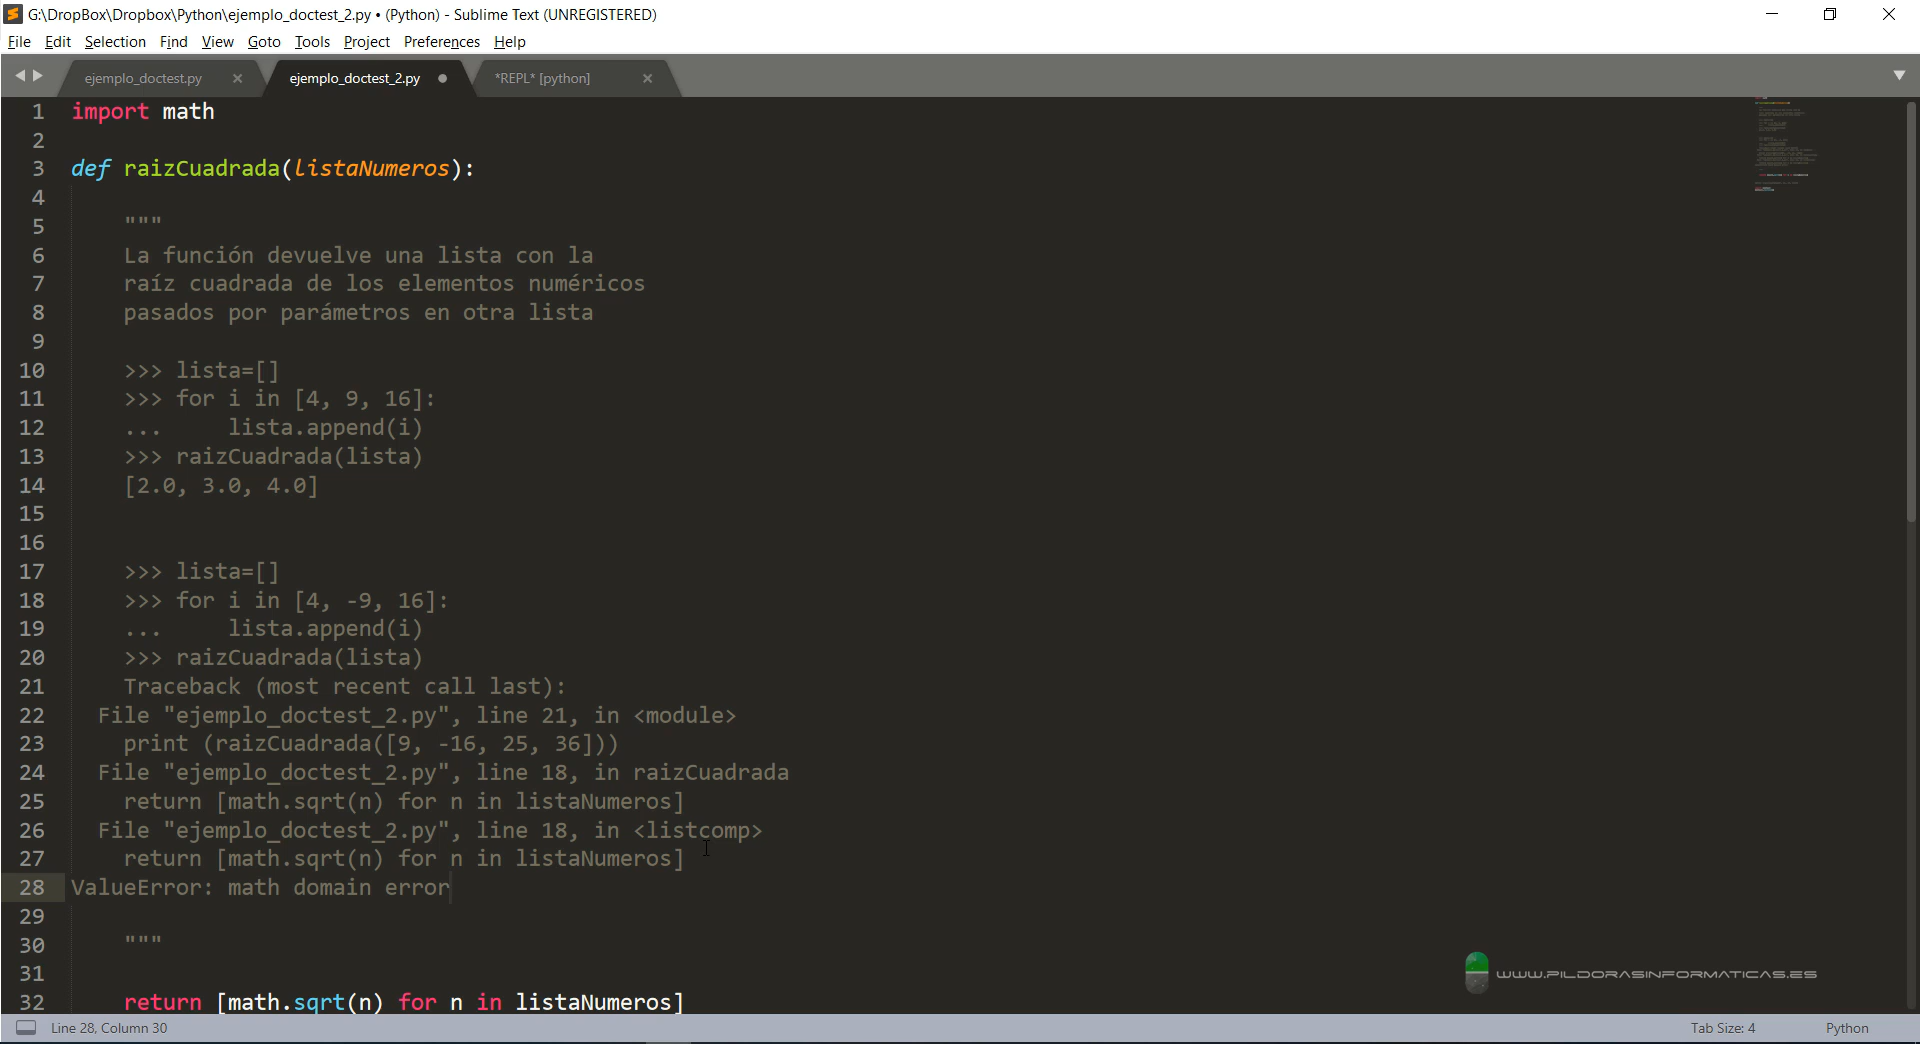 G:\DropBox\Dropbox\Python\ejemplo_doctest_2.py • (Python) - Sublime Text (UNREGISTERED)
File Edit Selection Find View Goto Tools Project Preferences Help
ejemplo_doctest.py ejemplo_doctest_2.py *REPL* [python]
1 import math
2
3 def raizCuadrada(listaNumeros):
4
5 """
6 La función devuelve una lista con la
7 raíz cuadrada de los elementos numéricos
8 pasados por parámetros en otra lista
9
10 >>> lista=[]
11 >>> for i in [4, 9, 16]:
12 ...     lista.append(i)
13 >>> raizCuadrada(lista)
14 [2.0, 3.0, 4.0]
15
16
17 >>> lista=[]
18 >>> for i in [4, -9, 16]:
19 ...     lista.append(i)
20 >>> raizCuadrada(lista)
21 Traceback (most recent call last):
22 File "ejemplo_doctest_2.py", line 21, in <module>
23 print (raizCuadrada([9, -16, 25, 36]))
24 File "ejemplo_doctest_2.py", line 18, in raizCuadrada
25 return [math.sqrt(n) for n in listaNumeros]
26 File "ejemplo_doctest_2.py", line 18, in <listcomp>
27 return [math.sqrt(n) for n in listaNumeros]
28 ValueError: math domain error
29
30 """
31
32 return [math.sqrt(n) for n in listaNumeros]
WWW.PILDORASINFORMATICAS.ES
Line 28, Column 30 Tab Size: 4 Python